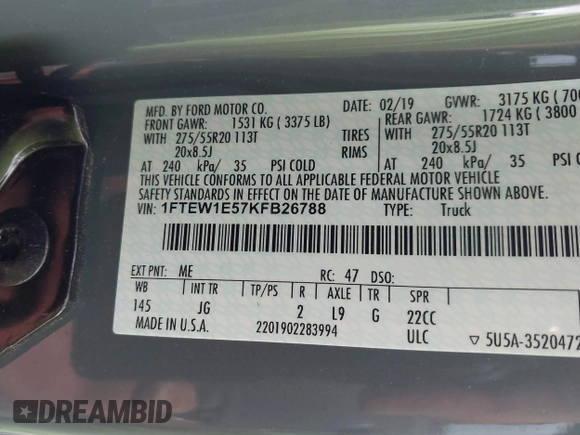 MFD. BY FORD MOTOR CO. DATE: 02/19 GVWR: 3175 KG ( 700
FRONT GAWR: 1531 KG ( 3375 LB) REAR GAWR: 1724 KG ( 3800
WITH 275/55R20 113T TIRES WITH 275/55R20 113T
20x8.5J RIMS 20x8.5J
AT 240 kPa/ 35 PSI COLD AT 240 kPa/ 35 PSI COLD
THIS VEHICLE CONFORMS TO ALL APPLICABLE FEDERAL MOTOR VEHICLE
SAFETY STANDARDS IN EFFECT ON THE DATE OF MANUFACTURE SHOWN ABOVE.
VIN: 1FTEW1E57KFB26788 TYPE: Truck
EXT PNT: ME RC: 47 DSO:
WB INT TR TP/PS R AXLE TR SPR
145 JG 2 L9 G 22CC
MADE IN U.S.A. 2201902283994 ULC ▽ 5U5A-3520472
DREAMBID